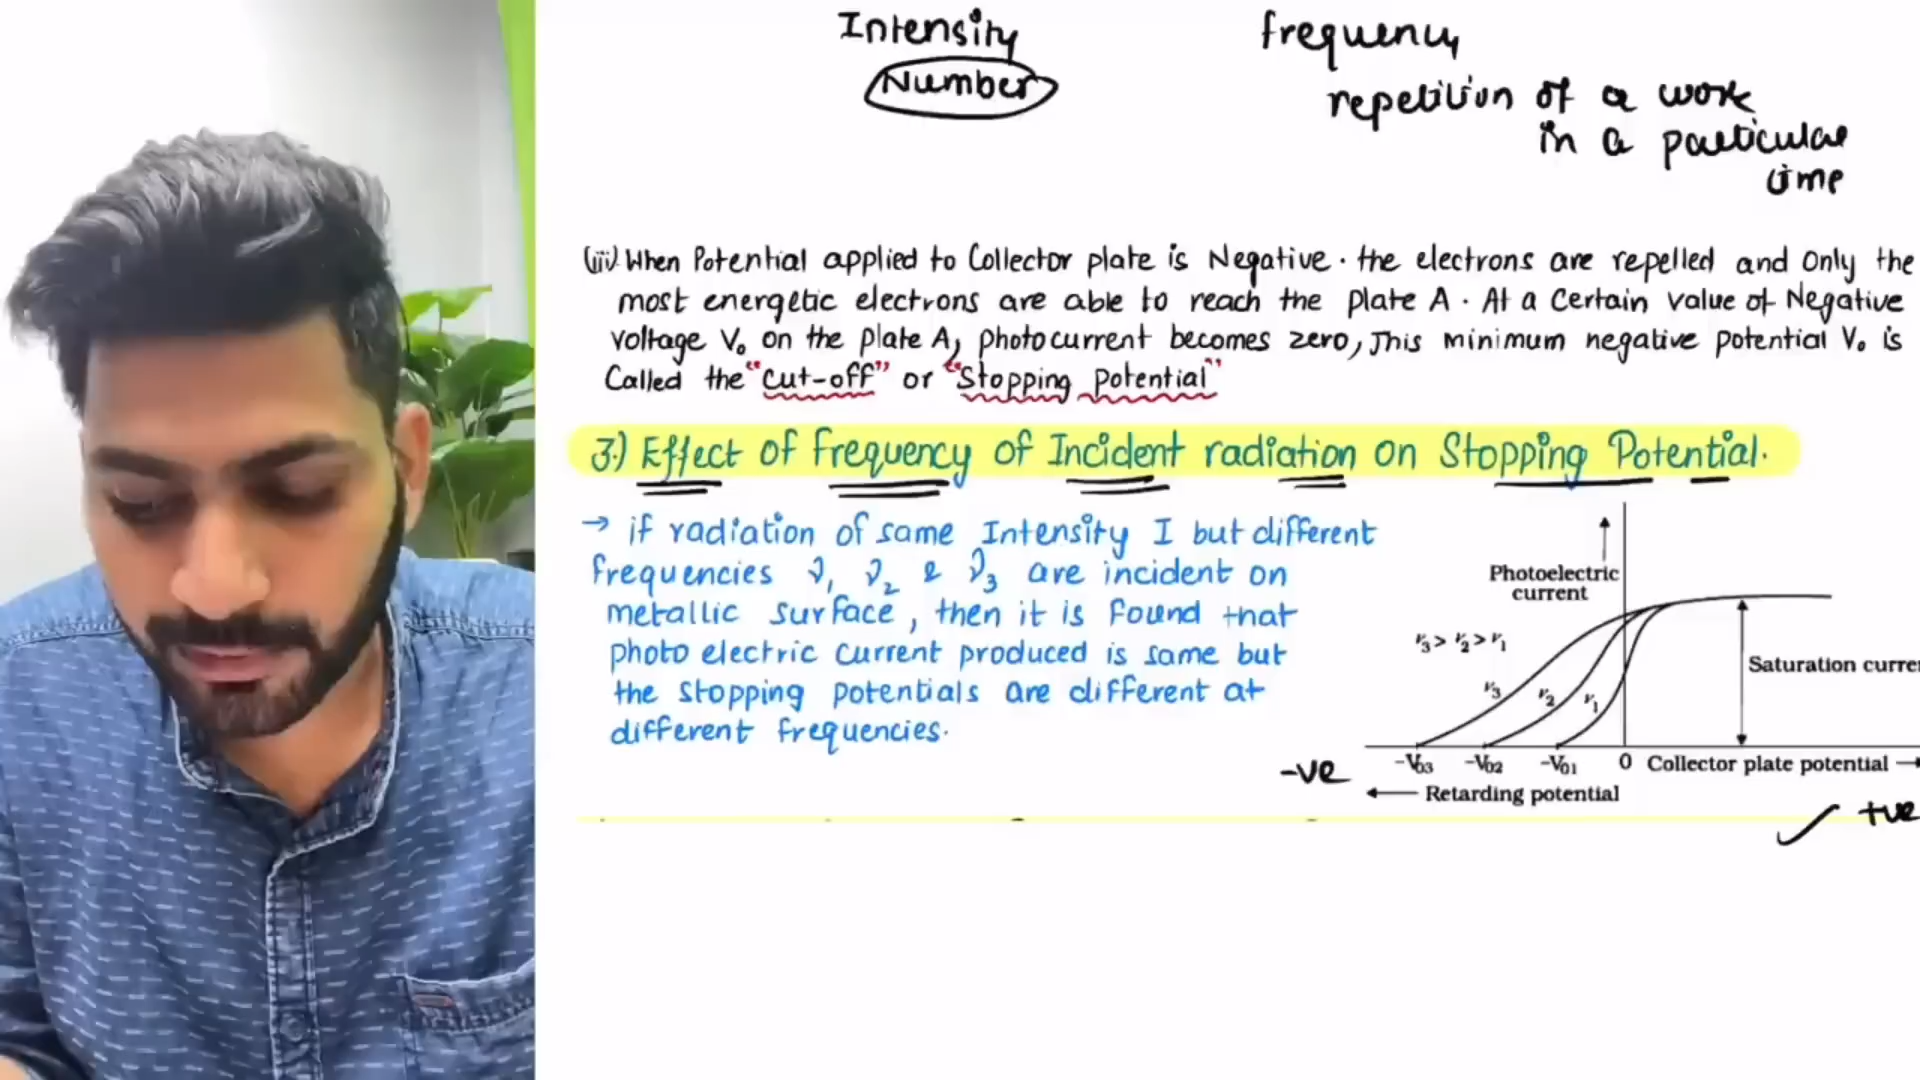 Intensity
Number
frequency
repetition of a work
in a particular
time
(iii) When Potential applied to Collector plate is Negative. the electrons are repelled and Only the
most energetic electrons are able to reach the plate A. At a Certain value of Negative
voltage V₀ on the plate A, photocurrent becomes zero, This minimum negative potential V₀ is
Called the "cut-off" or "Stopping potential"
3.) Effect of frequency of Incident radiation on Stopping Potential.
→ if radiation of same Intensity I but different
frequencies ν₁ ν₂ & ν₃ are incident on
metallic surface, then it is found that
photo electric current produced is same but
the stopping potentials are different at
different frequencies.
Photoelectric
current
ν₃ > ν₂ > ν₁
Saturation curre
ν₃ ν₂ ν₁
-ve
-V₀₃ -V₀₂ -V₀₁ 0 Collector plate potential →
← Retarding potential
+ve